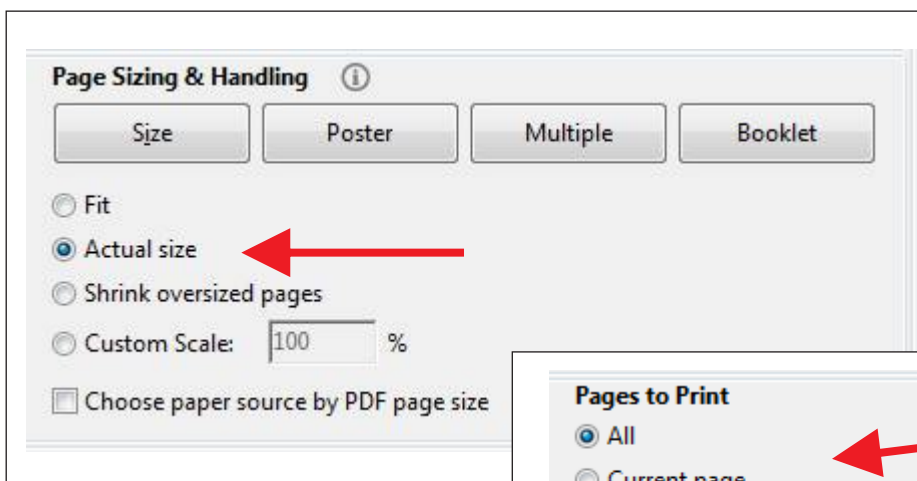 Page Sizing & Handling
Size Poster Multiple Booklet
Fit
Actual size
Shrink oversized pages
Custom Scale: 100 %
Choose paper source by PDF page size
Pages to Print
All
Current page